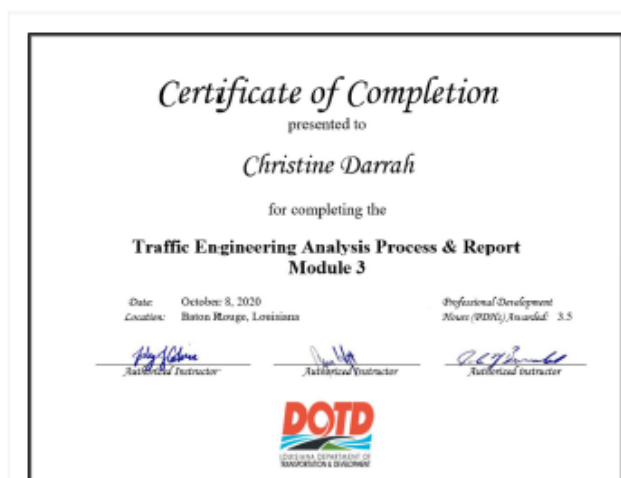 Certificate of Completion
presented to
Christine Darrah
for completing the
Traffic Engineering Analysis Process & Report
Module 3
Date: October 8, 2020
Location: Baton Rouge, Louisiana
Professional Development
Hours (PDHs) Awarded: 3.5
Authorized Instructor
Authorized Instructor
Authorized Instructor
DOTD
LOUISIANA DEPARTMENT OF
TRANSPORTATION & DEVELOPMENT